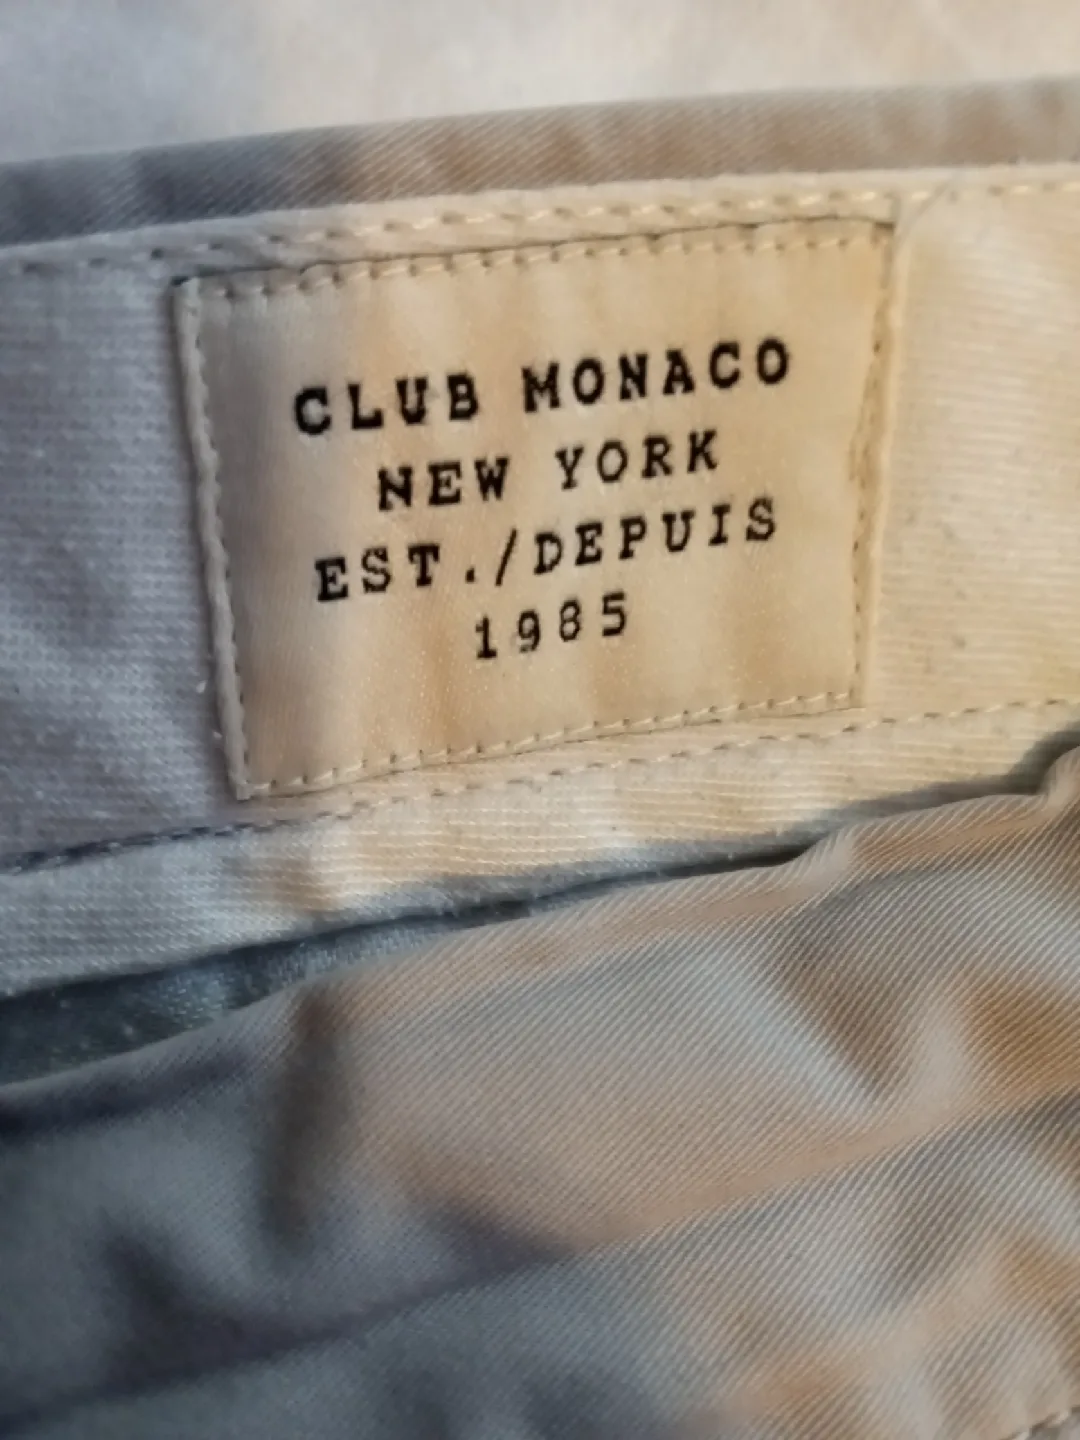 CLUB MONACO
NEW YORK
EST./DEPUIS
1985